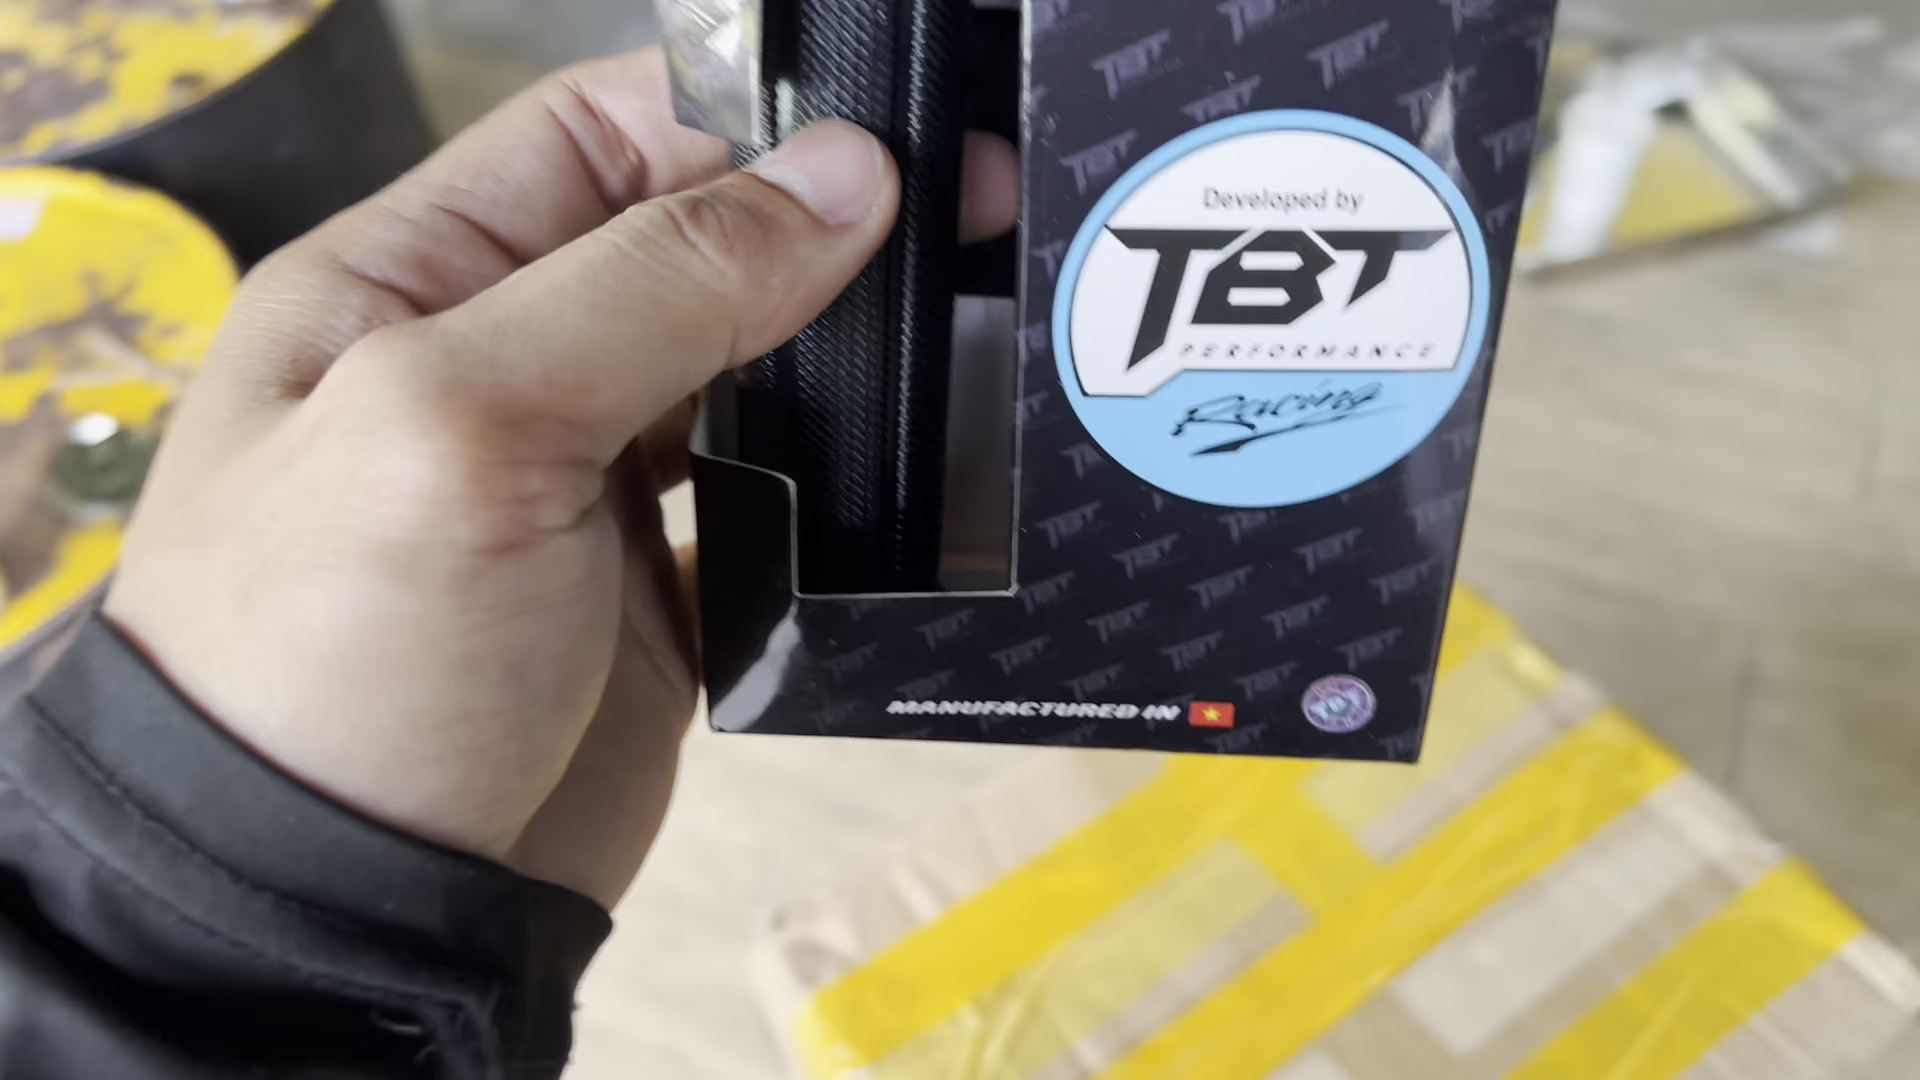 Developed by
TBT
PERFORMANCE
Racing
MANUFACTURED IN